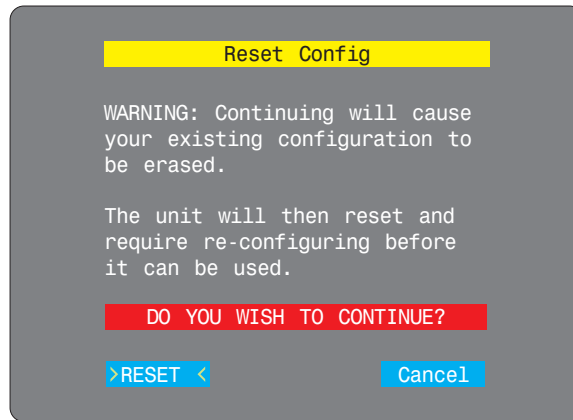 Reset Config
WARNING: Continuing will cause
your existing configuration to
be erased.
The unit will then reset and
require re-configuring before
it can be used.
DO YOU WISH TO CONTINUE?
>RESET < Cancel